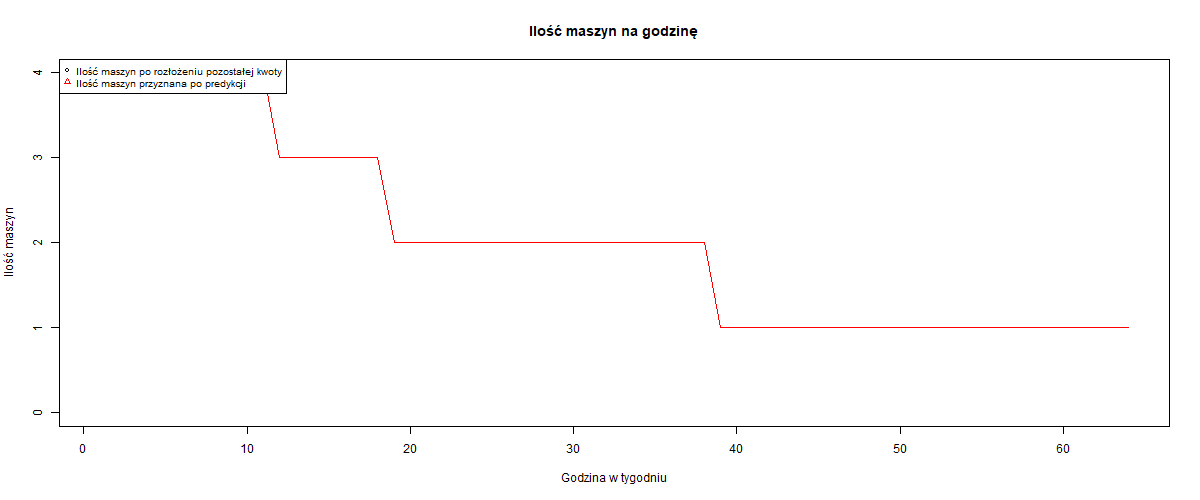 Ilość maszyn na godzinę
Ilość maszyn po rozłożeniu pozostałej kwoty
Ilość maszyn przyznana po predykcji
Ilość maszyn
4
3
2
1
0
0 10 20 30 40 50 60
Godzina w tygodniu